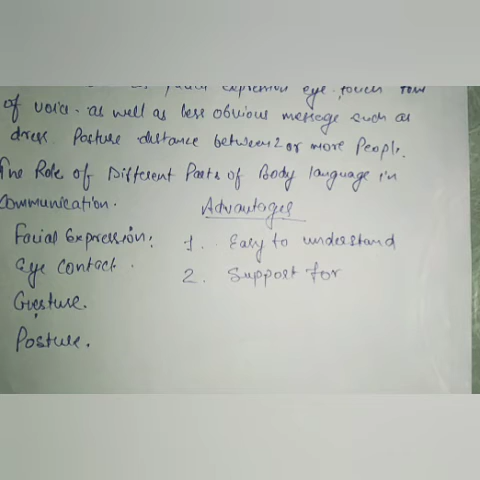 facial expression eye, touch tone
of voice. as well as less obvious messege such as
dress. Posture distance between 2 or more People.
The Role of Different Parts of Body language in
Communication.
Advantages
Facial Expression:
Eye Contact.
Gesture.
Posture.
1. Easy to understand
2. Support for